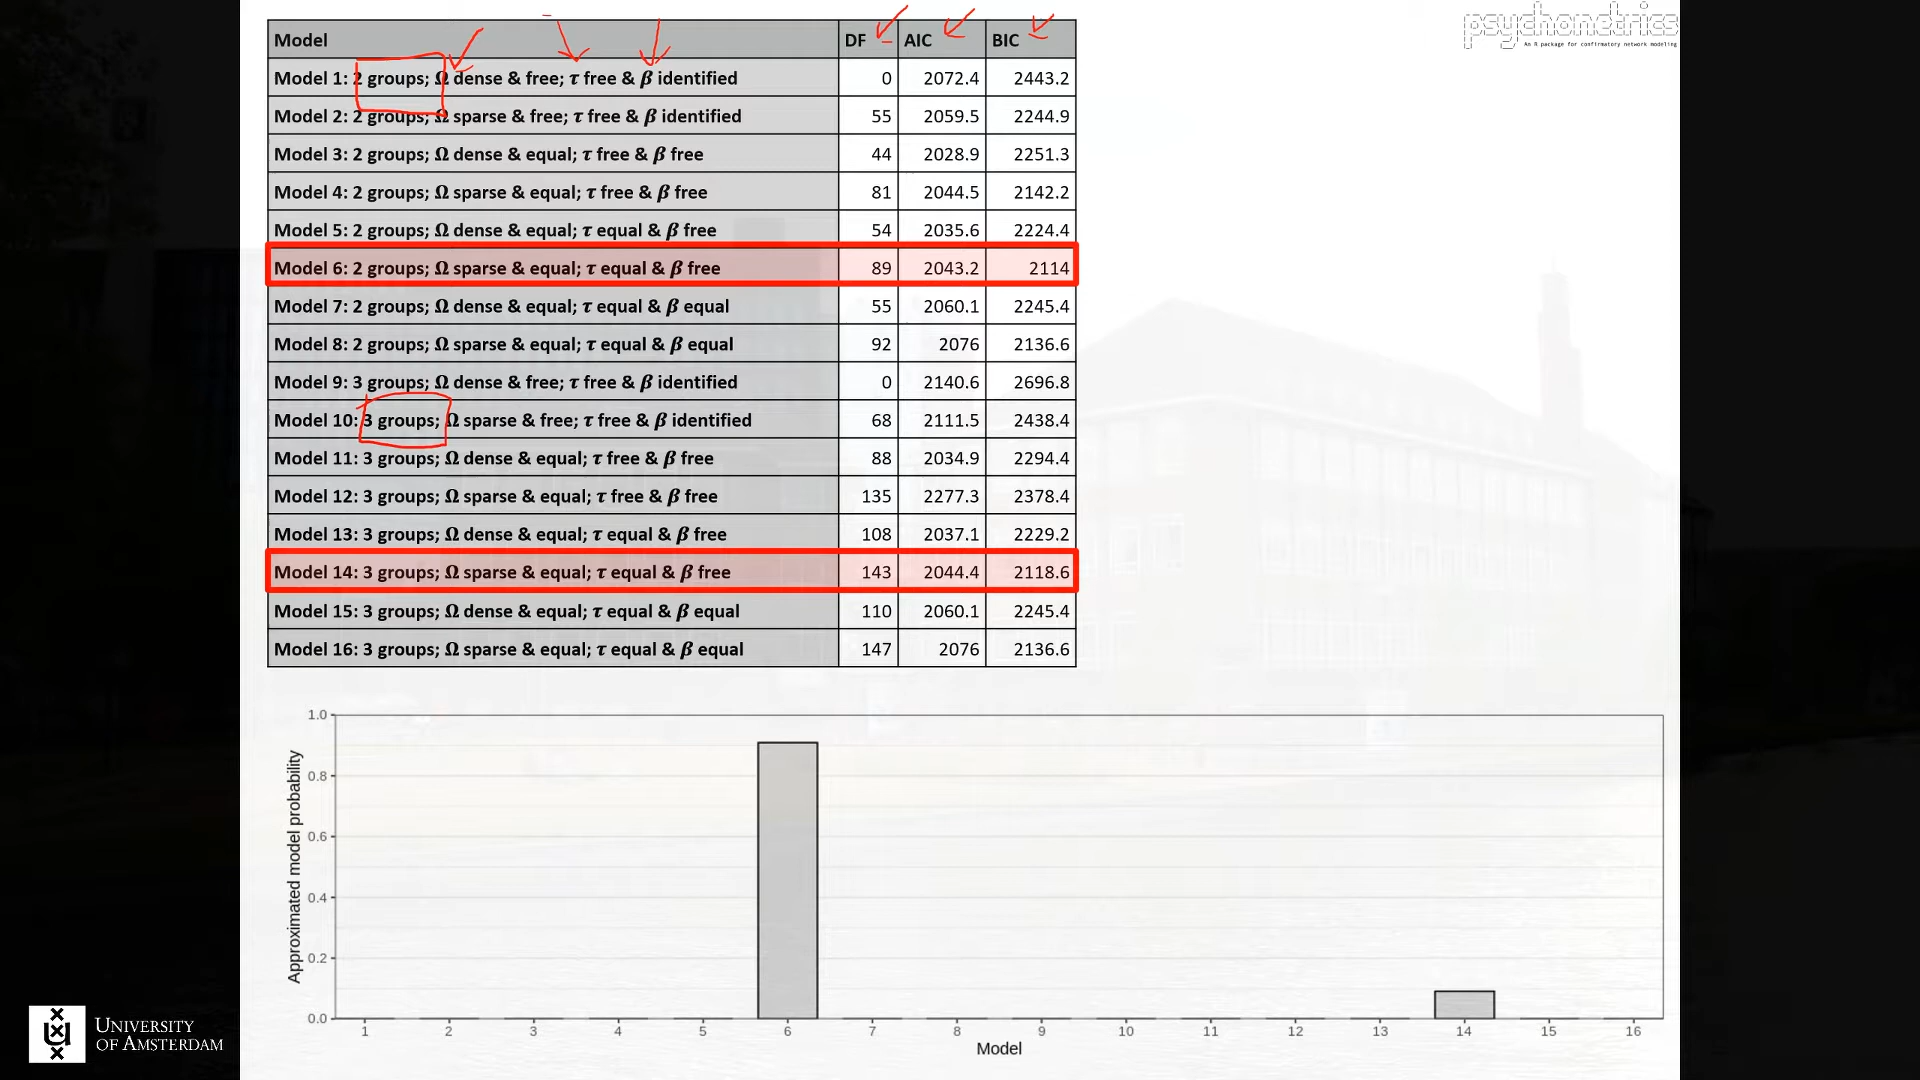 psychonetrics
An R package for confirmatory network modeling
Model DF AIC BIC
Model 1: 2 groups; Ω dense & free; τ free & β identified 0 2072.4 2443.2
Model 2: 2 groups; Ω sparse & free; τ free & β identified 55 2059.5 2244.9
Model 3: 2 groups; Ω dense & equal; τ free & β free 44 2028.9 2251.3
Model 4: 2 groups; Ω sparse & equal; τ free & β free 81 2044.5 2142.2
Model 5: 2 groups; Ω dense & equal; τ equal & β free 54 2035.6 2224.4
Model 6: 2 groups; Ω sparse & equal; τ equal & β free 89 2043.2 2114
Model 7: 2 groups; Ω dense & equal; τ equal & β equal 55 2060.1 2245.4
Model 8: 2 groups; Ω sparse & equal; τ equal & β equal 92 2076 2136.6
Model 9: 3 groups; Ω dense & free; τ free & β identified 0 2140.6 2696.8
Model 10: 3 groups; Ω sparse & free; τ free & β identified 68 2111.5 2438.4
Model 11: 3 groups; Ω dense & equal; τ free & β free 88 2034.9 2294.4
Model 12: 3 groups; Ω sparse & equal; τ free & β free 135 2277.3 2378.4
Model 13: 3 groups; Ω dense & equal; τ equal & β free 108 2037.1 2229.2
Model 14: 3 groups; Ω sparse & equal; τ equal & β free 143 2044.4 2118.6
Model 15: 3 groups; Ω dense & equal; τ equal & β equal 110 2060.1 2245.4
Model 16: 3 groups; Ω sparse & equal; τ equal & β equal 147 2076 2136.6
Approximated model probability
1.0
0.8
0.6
0.4
0.2
0.0
1 2 3 4 5 6 7 8 9 10 11 12 13 14 15 16
Model
UNIVERSITY
OF AMSTERDAM